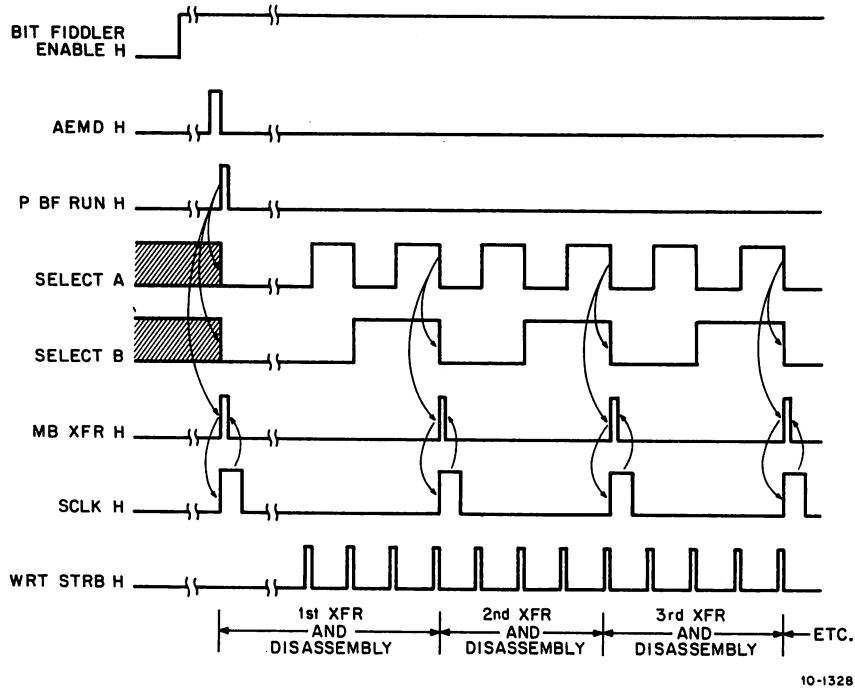 BIT FIDDLER
ENABLE H
AEMD H
P BF RUN H
SELECT A
SELECT B
MB XFR H
SCLK H
WRT STRB H
1st XFR
AND
DISASSEMBLY
2nd XFR
AND
DISASSEMBLY
3rd XFR
AND
DISASSEMBLY
ETC.
10-1328